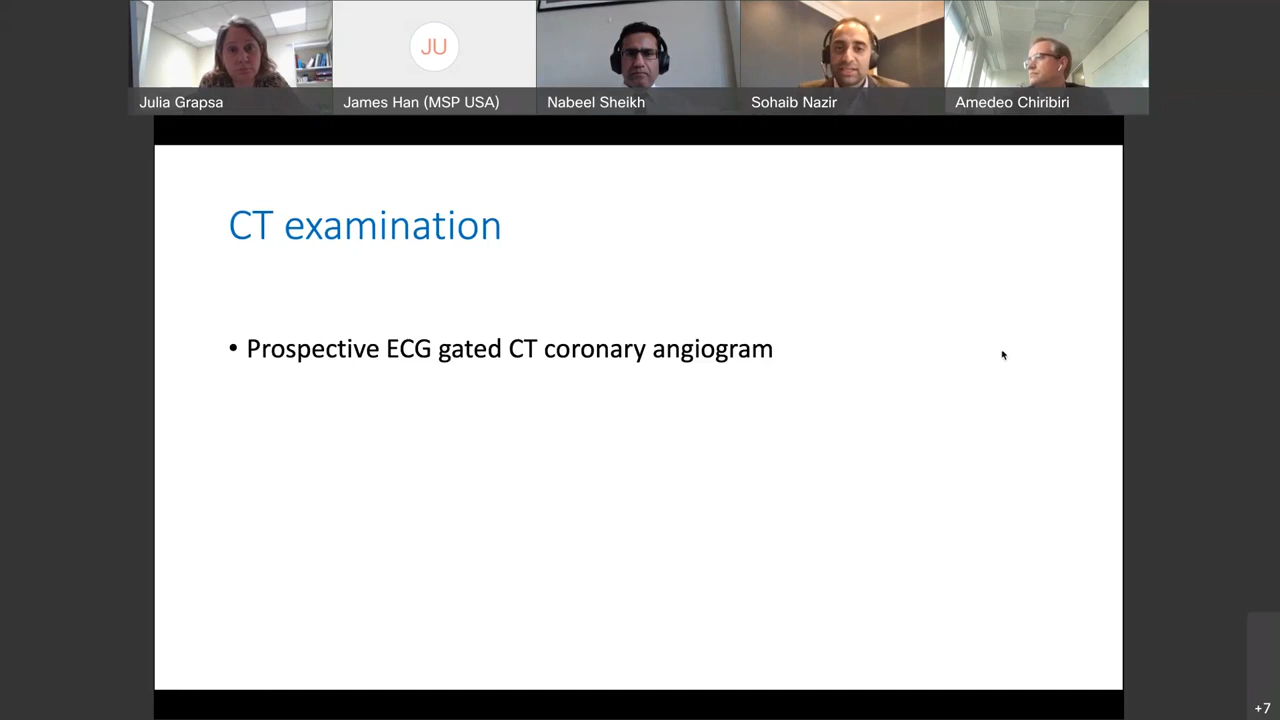 JU
Julia Grapsa
James Han (MSP USA)
Nabeel Sheikh
Sohaib Nazir
Amedeo Chiribiri
CT examination
• Prospective ECG gated CT coronary angiogram
+7